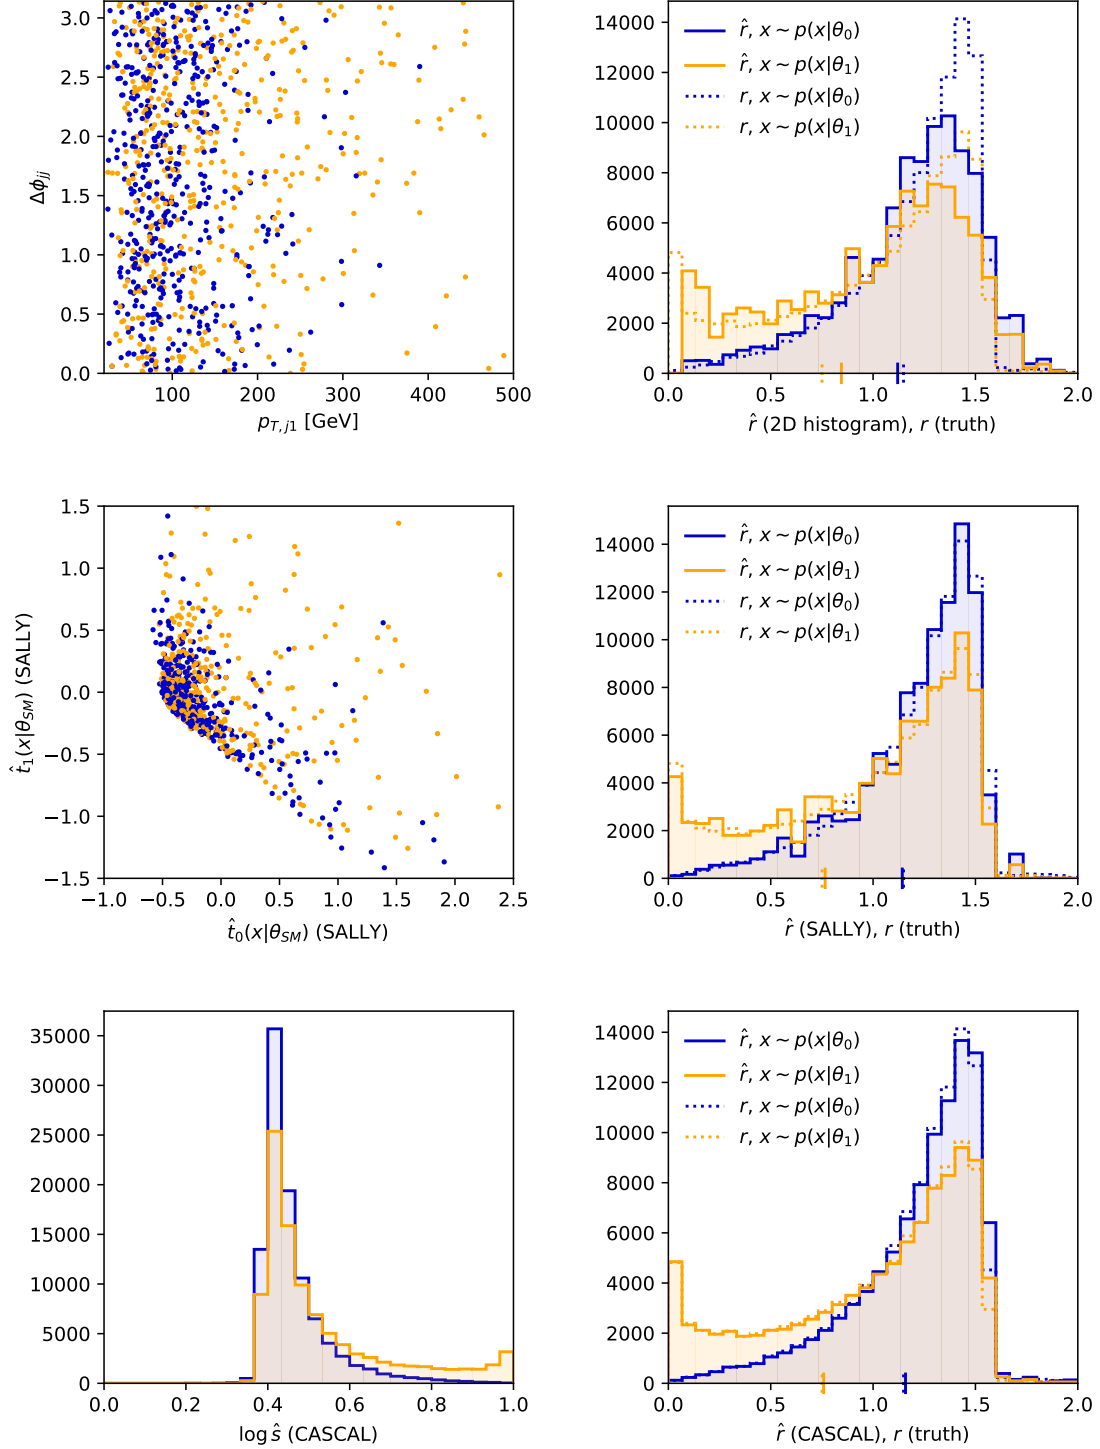 3.0
2.5
2.0
1.5
1.0
0.5
0.0
Δϕjj
100 200 300 400 500
pT, j1 [GeV]
14000
12000
10000
8000
6000
4000
2000
0
r̂, x ~ p(x|θ0)
r̂, x ~ p(x|θ1)
r, x ~ p(x|θ0)
r, x ~ p(x|θ1)
0.0 0.5 1.0 1.5 2.0
r̂ (2D histogram), r (truth)
1.5
1.0
0.5
0.0
−0.5
−1.0
−1.5
t̂1(x|θSM) (SALLY)
−1.0 −0.5 0.0 0.5 1.0 1.5 2.0 2.5
t̂0(x|θSM) (SALLY)
14000
12000
10000
8000
6000
4000
2000
0
r̂, x ~ p(x|θ0)
r̂, x ~ p(x|θ1)
r, x ~ p(x|θ0)
r, x ~ p(x|θ1)
0.0 0.5 1.0 1.5 2.0
r̂ (SALLY), r (truth)
35000
30000
25000
20000
15000
10000
5000
0
0.0 0.2 0.4 0.6 0.8 1.0
log ŝ (CASCAL)
14000
12000
10000
8000
6000
4000
2000
0
r̂, x ~ p(x|θ0)
r̂, x ~ p(x|θ1)
r, x ~ p(x|θ0)
r, x ~ p(x|θ1)
0.0 0.5 1.0 1.5 2.0
r̂ (CASCAL), r (truth)